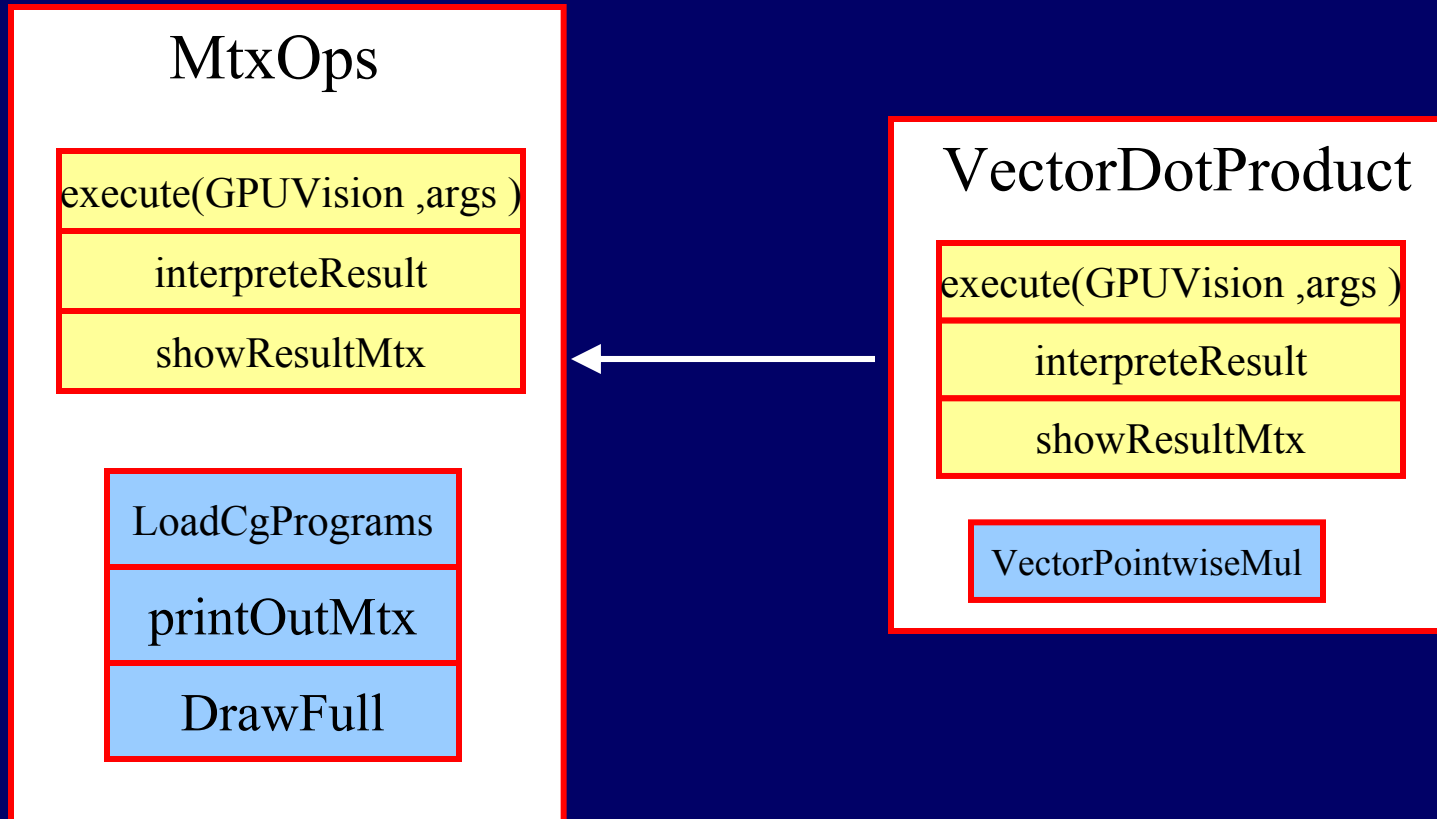 MtxOps
execute(GPUVision ,args )
interpreteResult
showResultMtx
LoadCgPrograms
printOutMtx
DrawFull
VectorDotProduct
execute(GPUVision ,args )
interpreteResult
showResultMtx
VectorPointwiseMul